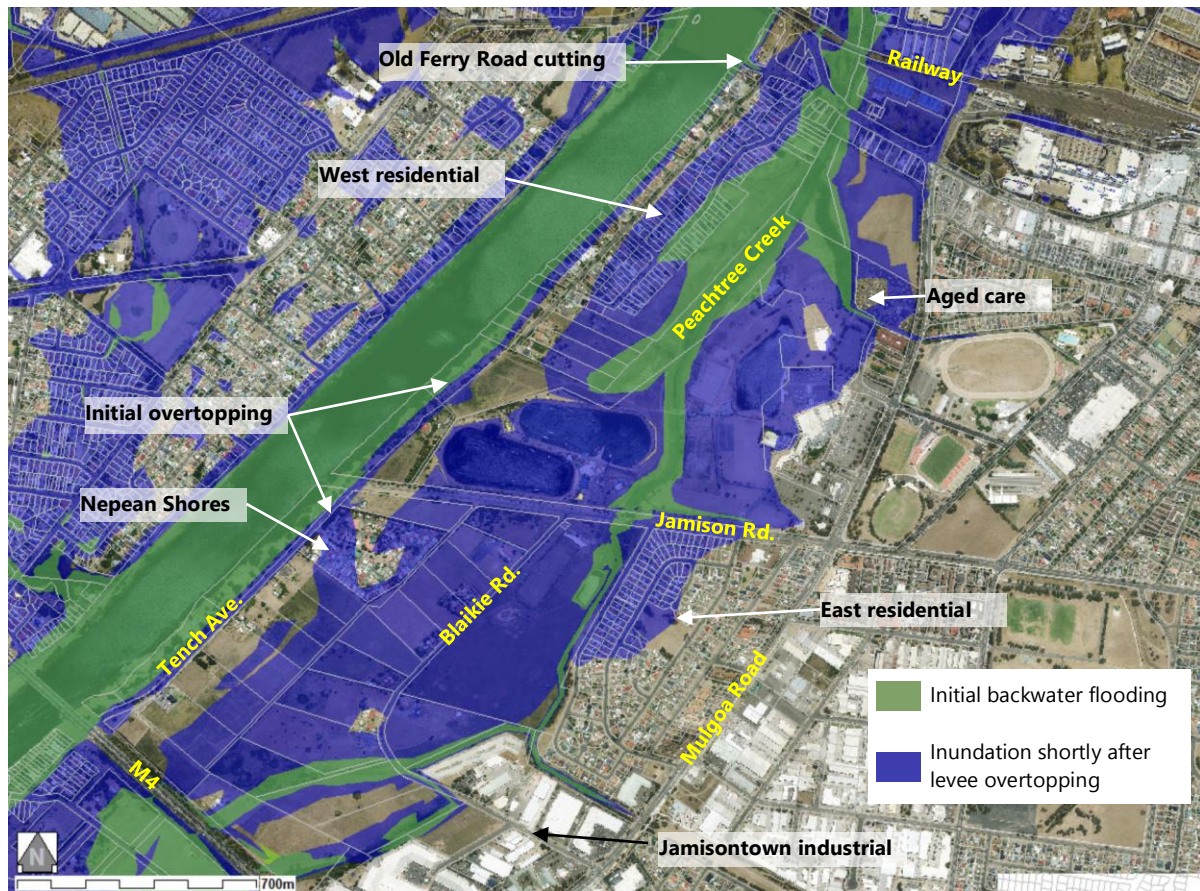 Old Ferry Road cutting
Railway
West residential
Peachtree Creek
Aged care
Initial overtopping
Nepean Shores
Jamison Rd.
Blaikie Rd.
Tench Ave.
East residential
Mulgoa Road
M4
Jamisontown industrial
Initial backwater flooding
Inundation shortly after
levee overtopping
N
700m